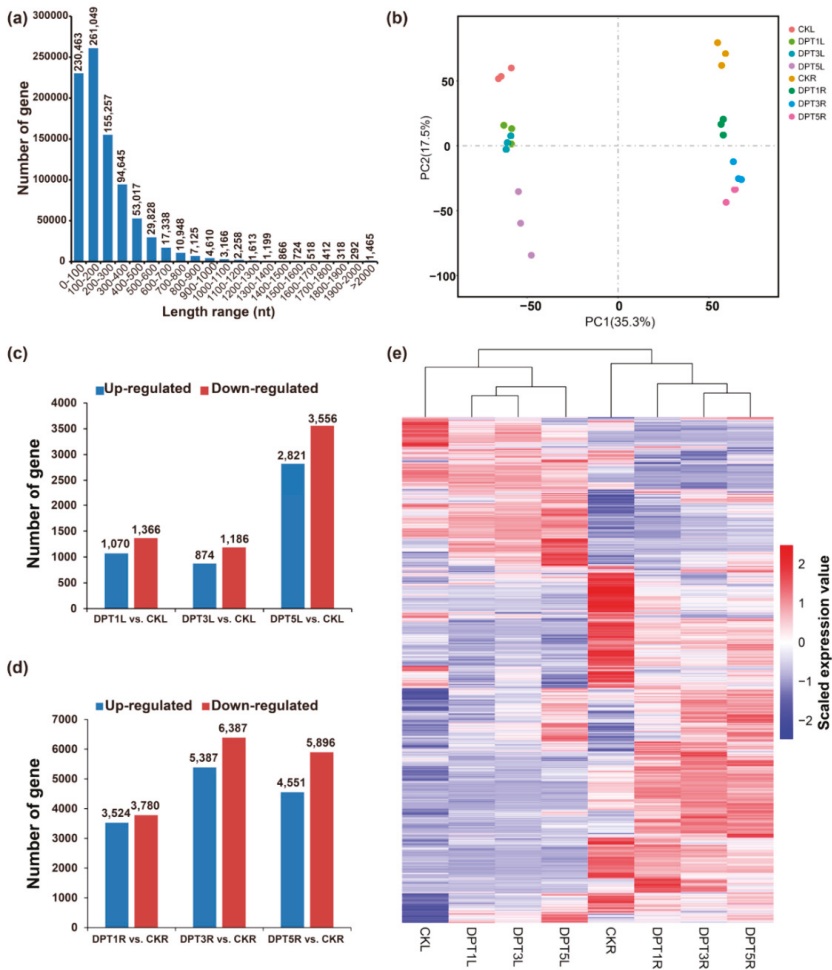 (a)
300000
250000
200000
150000
100000
50000
0
Number of gene
230,463
261,049
155,257
94,645
53,017
29,828
17,338
10,948
7,125
4,610
3,166
2,258
1,613
1,199
866
724
518
412
318
292
1,465
0-100
100-200
200-300
300-400
400-500
500-600
600-700
700-800
800-900
900-1000
1000-1100
1100-1200
1200-1300
1300-1400
1400-1500
1500-1600
1600-1700
1700-1800
1800-1900
1900-2000
>2000
Length range (nt)
(b)
50
0
−50
−100
PC2(17.5%)
−50
0
50
PC1(35.3%)
CKL
DPT1L
DPT3L
DPT5L
CKR
DPT1R
DPT3R
DPT5R
(c)
Up-regulated
Down-regulated
4000
3500
3000
2500
2000
1500
1000
500
0
Number of gene
1,070
1,366
874
1,186
2,821
3,556
DPT1L vs. CKL
DPT3L vs. CKL
DPT5L vs. CKL
(d)
Up-regulated
Down-regulated
7000
6000
5000
4000
3000
2000
1000
0
Number of gene
3,524
3,780
5,387
6,387
4,551
5,896
DPT1R vs. CKR
DPT3R vs. CKR
DPT5R vs. CKR
(e)
CKL
DPT1L
DPT3L
DPT5L
CKR
DPT1R
DPT3R
DPT5R
2
1
0
−1
−2
Scaled expression value